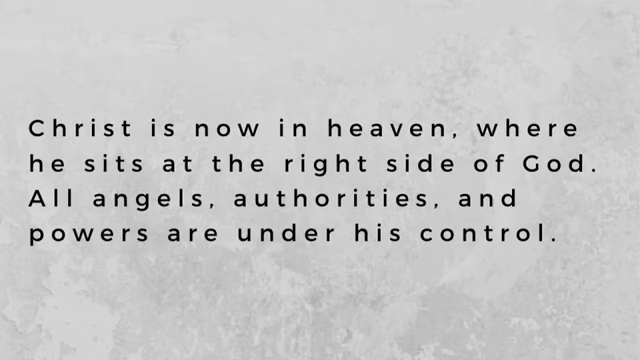 Christ is now in heaven, where
he sits at the right side of God.
All angels, authorities, and
powers are under his control.